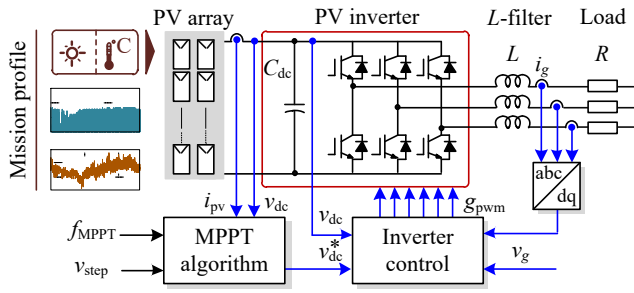 PV array
PV inverter
L-filter
Load
Mission profile
°C
C_dc
L
i_g
R
abc
dq
i_pv
v_dc
v_dc
g_pwm
f_MPPT
MPPT
algorithm
v_dc^*
Inverter
control
v_step
v_g